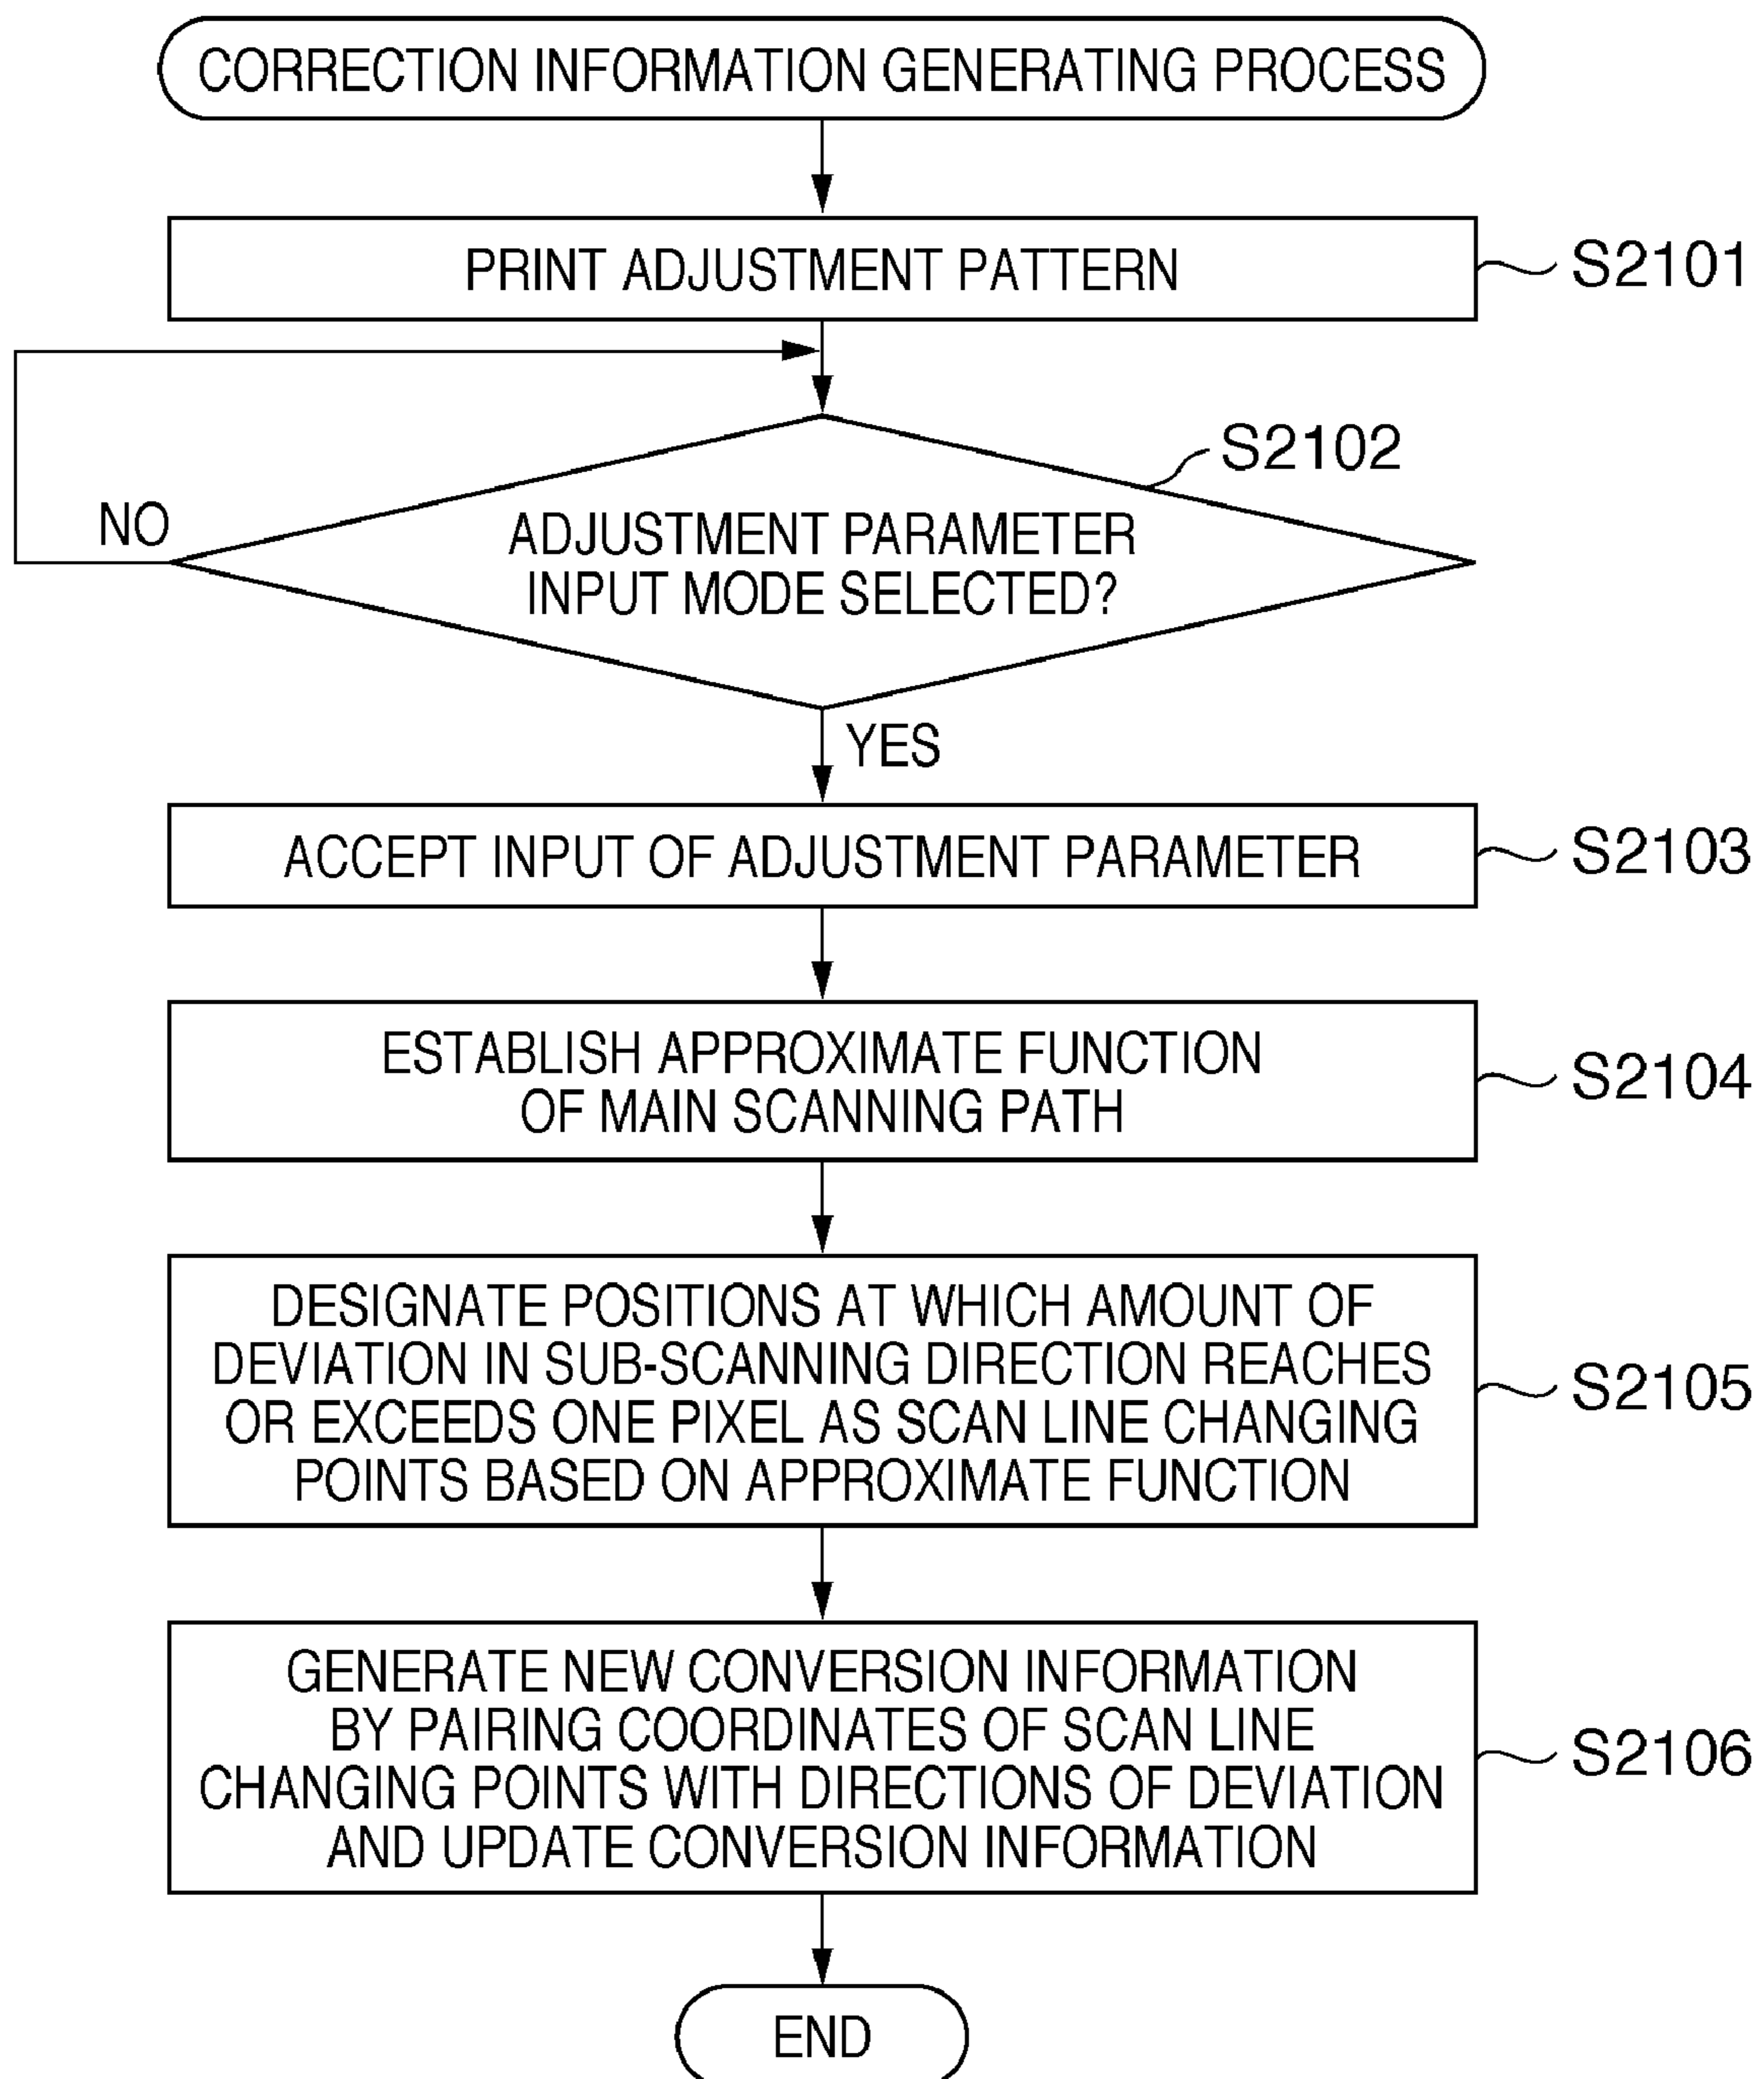 CORRECTION INFORMATION GENERATING PROCESS
PRINT ADJUSTMENT PATTERN
S2101
S2102
NO
ADJUSTMENT PARAMETER
INPUT MODE SELECTED?
YES
ACCEPT INPUT OF ADJUSTMENT PARAMETER
S2103
ESTABLISH APPROXIMATE FUNCTION
OF MAIN SCANNING PATH
S2104
DESIGNATE POSITIONS AT WHICH AMOUNT OF
DEVIATION IN SUB-SCANNING DIRECTION REACHES
OR EXCEEDS ONE PIXEL AS SCAN LINE CHANGING
POINTS BASED ON APPROXIMATE FUNCTION
S2105
GENERATE NEW CONVERSION INFORMATION
BY PAIRING COORDINATES OF SCAN LINE
CHANGING POINTS WITH DIRECTIONS OF DEVIATION
AND UPDATE CONVERSION INFORMATION
S2106
END